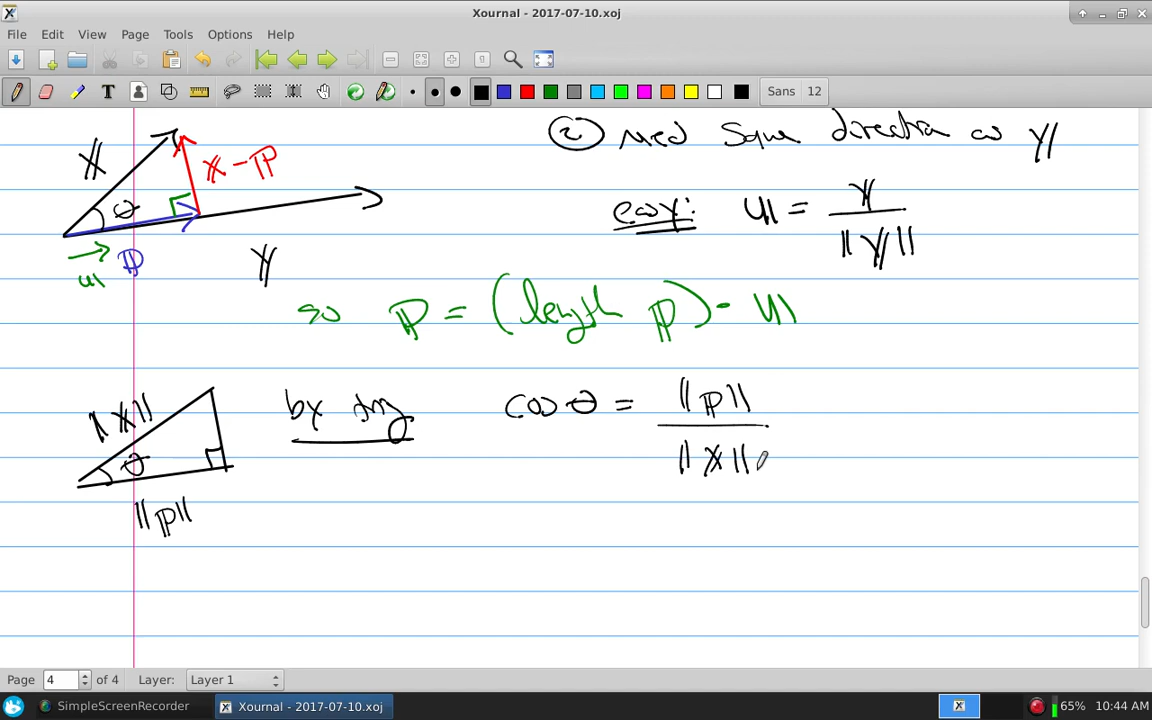 Xournal - 2017-07-10.xoj
File Edit View Page Tools Options Help
Sans 12
② need direction as y
x θ x - p
u p y
easy: u = y / ||y||
so p = (length p) · u
||x|| θ ||p||
by trig cos θ = ||p|| / ||x||
Page 4 of 4 Layer: Layer 1
SimpleScreenRecorder Xournal - 2017-07-10.xoj 65% 10:44 AM